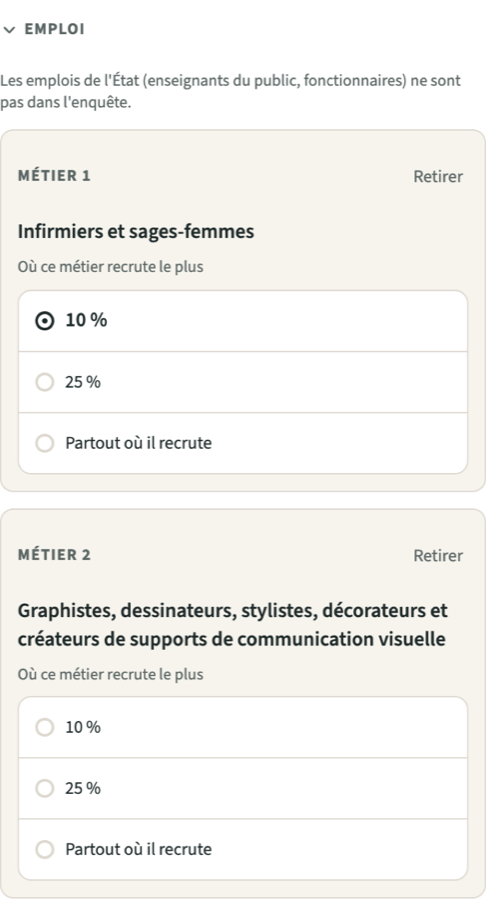 EMPLOI
Les emplois de l'État (enseignants du public, fonctionnaires) ne sont
pas dans l'enquête.
MÉTIER 1
Retirer
Infirmiers et sages-femmes
Où ce métier recrute le plus
10 %
25 %
Partout où il recrute
MÉTIER 2
Retirer
Graphistes, dessinateurs, stylistes, décorateurs et
créateurs de supports de communication visuelle
Où ce métier recrute le plus
10 %
25 %
Partout où il recrute